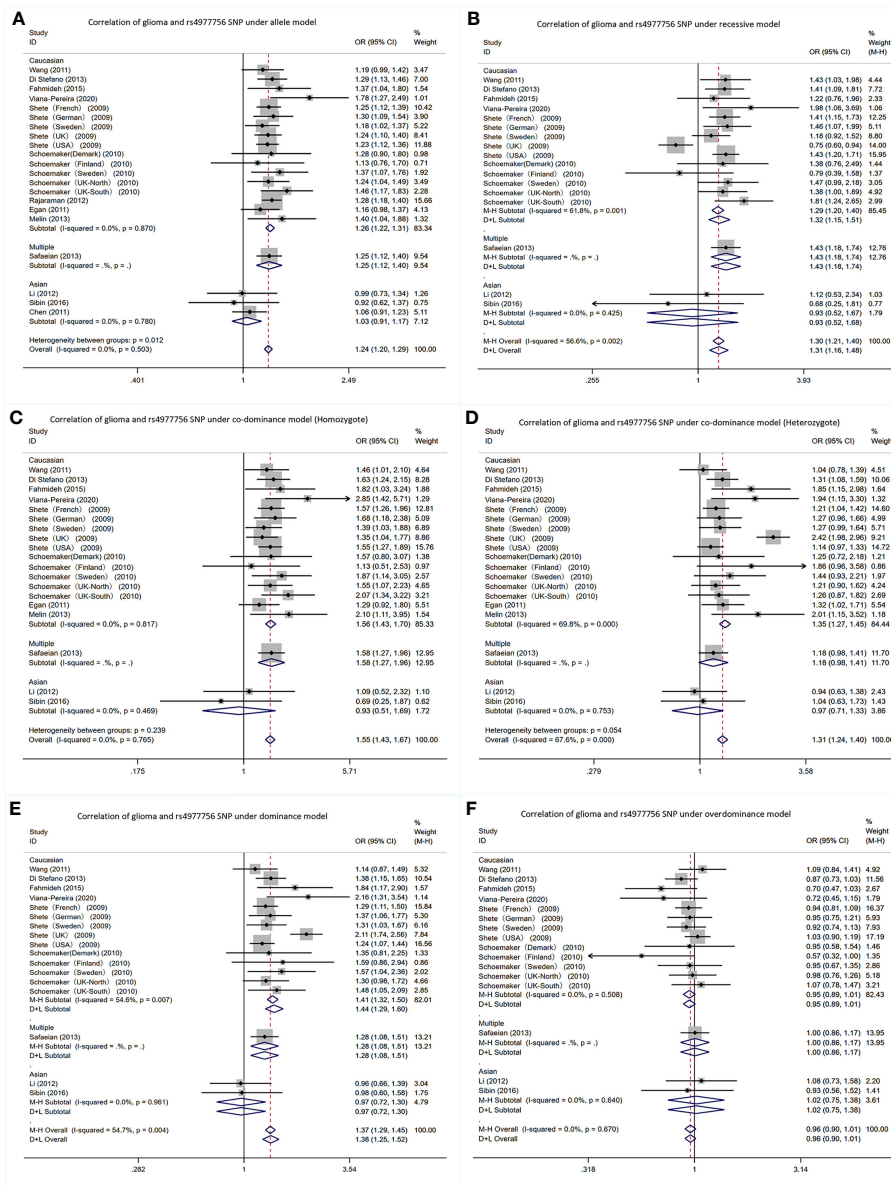 A
Correlation of glioma and rs4977756 SNP under allele model
Study %
ID OR (95% CI) Weight
Caucasian
Wang (2011) 1.19 (0.99, 1.42) 3.47
Di Stefano (2013) 1.29 (1.13, 1.46) 7.00
Fahmideh (2015) 1.37 (1.04, 1.80) 1.54
Viana-Pereira (2020) 1.78 (1.27, 2.49) 1.01
Shete (French) (2009) 1.25 (1.12, 1.39) 10.42
Shete (German) (2009) 1.30 (1.09, 1.54) 3.90
Shete (Sweden) (2009) 1.18 (1.02, 1.37) 5.22
Shete (UK) (2009) 1.24 (1.10, 1.40) 8.41
Shete (USA) (2009) 1.23 (1.12, 1.36) 11.88
Schoemaker(Demark) (2010) 1.28 (0.90, 1.80) 0.98
Schoemaker (Finland) (2010) 1.13 (0.76, 1.70) 0.71
Schoemaker (Sweden) (2010) 1.37 (1.07, 1.76) 1.92
Schoemaker (UK-North) (2010) 1.24 (1.04, 1.49) 3.49
Schoemaker (UK-South) (2010) 1.46 (1.17, 1.83) 2.28
Rajaraman (2012) 1.28 (1.18, 1.40) 15.66
Egan (2011) 1.16 (0.98, 1.37) 4.13
Melin (2013) 1.40 (1.04, 1.88) 1.32
Subtotal (I-squared = 0.0%, p = 0.870) 1.26 (1.22, 1.31) 83.34
.
Multiple
Safaeian (2013) 1.25 (1.12, 1.40) 9.54
Subtotal (I-squared = .%, p = .) 1.25 (1.12, 1.40) 9.54
.
Asian
Li (2012) 0.99 (0.73, 1.34) 1.26
Sibin (2016) 0.92 (0.62, 1.37) 0.75
Chen (2011) 1.06 (0.91, 1.23) 5.11
Subtotal (I-squared = 0.0%, p = 0.780) 1.03 (0.91, 1.17) 7.12
.
Heterogeneity between groups: p = 0.012
Overall (I-squared = 0.0%, p = 0.503) 1.24 (1.20, 1.29) 100.00
.401 1 2.49
B
Correlation of glioma and rs4977756 SNP under recessive model
Study %
Weight
ID OR (95% CI) (M-H)
Caucasian
Wang (2011) 1.43 (1.03, 1.98) 4.44
Di Stefano (2013) 1.41 (1.09, 1.81) 7.72
Fahmideh (2015) 1.22 (0.76, 1.96) 2.33
Viana-Pereira (2020) 1.98 (1.06, 3.69) 1.06
Shete (French) (2009) 1.41 (1.15, 1.73) 12.25
Shete (German) (2009) 1.46 (1.07, 1.99) 5.00
Shete (Sweden) (2009) 1.18 (0.92, 1.52) 8.80
Shete (UK) (2009) 0.75 (0.60, 0.94) 14.00
Shete (USA) (2009) 1.43 (1.20, 1.71) 15.95
Schoemaker(Demark) (2010) 1.38 (0.76, 2.49) 1.44
Schoemaker (Finland) (2010) 0.79 (0.39, 1.58) 1.37
Schoemaker (Sweden) (2010) 1.47 (0.99, 2.18) 3.04
Schoemaker (UK-North) (2010) 1.38 (1.00, 1.89) 4.92
Schoemaker (UK-South) (2010) 1.81 (1.24, 2.65) 2.99
M-H Subtotal (I-squared = 61.8%, p = 0.001) 1.29 (1.20, 1.40) 85.45
D+L Subtotal 1.32 (1.15, 1.51)
.
Multiple
Safaeian (2013) 1.43 (1.18, 1.74) 12.76
M-H Subtotal (I-squared = .%, p = .) 1.43 (1.18, 1.74) 12.76
D+L Subtotal 1.43 (1.18, 1.74)
.
Asian
Li (2012) 1.12 (0.53, 2.34) 1.03
Sibin (2016) 0.68 (0.25, 1.81) 0.77
M-H Subtotal (I-squared = 0.0%, p = 0.425) 0.93 (0.52, 1.67) 1.79
D+L Subtotal 0.93 (0.52, 1.68)
.
M-H Overall (I-squared = 56.6%, p = 0.002) 1.30 (1.21, 1.40) 100.00
D+L Overall 1.31 (1.16, 1.48)
.255 1 3.93
C
Correlation of glioma and rs4977756 SNP under co-dominance model (Homozygote)
Study %
ID OR (95% CI) Weight
Caucasian
Wang (2011) 1.46 (1.01, 2.10) 4.64
Di Stefano (2013) 1.63 (1.24, 2.15) 8.28
Fahmideh (2015) 1.82 (1.03, 3.24) 1.88
Viana-Pereira (2020) 2.85 (1.42, 5.71) 1.29
Shete (French) (2009) 1.57 (1.26, 1.96) 12.81
Shete (German) (2009) 1.68 (1.18, 2.38) 5.09
Shete (Sweden) (2009) 1.39 (1.03, 1.88) 6.89
Shete (UK) (2009) 1.35 (1.04, 1.77) 8.86
Shete (USA) (2009) 1.55 (1.27, 1.89) 15.76
Schoemaker(Demark) (2010) 1.57 (0.80, 3.07) 1.38
Schoemaker (Finland) (2010) 1.13 (0.51, 2.53) 0.97
Schoemaker (Sweden) (2010) 1.87 (1.14, 3.05) 2.57
Schoemaker (UK-North) (2010) 1.55 (1.07, 2.23) 4.65
Schoemaker (UK-South) (2010) 2.07 (1.34, 3.22) 3.21
Egan (2011) 1.29 (0.92, 1.80) 5.51
Melin (2013) 2.10 (1.11, 3.95) 1.54
Subtotal (I-squared = 0.0%, p = 0.817) 1.56 (1.43, 1.70) 85.33
.
Multiple
Safaeian (2013) 1.58 (1.27, 1.96) 12.95
Subtotal (I-squared = .%, p = .) 1.58 (1.27, 1.96) 12.95
.
Asian
Li (2012) 1.09 (0.52, 2.32) 1.10
Sibin (2016) 0.69 (0.25, 1.87) 0.62
Subtotal (I-squared = 0.0%, p = 0.469) 0.93 (0.51, 1.69) 1.72
.
Heterogeneity between groups: p = 0.239
Overall (I-squared = 0.0%, p = 0.765) 1.55 (1.43, 1.67) 100.00
.175 1 5.71
D
Correlation of glioma and rs4977756 SNP under co-dominance model (Heterozygote)
Study %
ID OR (95% CI) Weight
Caucasian
Wang (2011) 1.04 (0.78, 1.39) 4.51
Di Stefano (2013) 1.31 (1.08, 1.59) 10.06
Fahmideh (2015) 1.85 (1.15, 2.98) 1.64
Viana-Pereira (2020) 1.94 (1.15, 3.30) 1.32
Shete (French) (2009) 1.21 (1.04, 1.42) 14.60
Shete (German) (2009) 1.27 (0.96, 1.66) 4.99
Shete (Sweden) (2009) 1.27 (0.99, 1.64) 5.71
Shete (UK) (2009) 2.42 (1.98, 2.96) 9.21
Shete (USA) (2009) 1.14 (0.97, 1.33) 14.72
Schoemaker(Demark) (2010) 1.25 (0.72, 2.18) 1.21
Schoemaker (Finland) (2010) 1.86 (0.96, 3.58) 0.86
Schoemaker (Sweden) (2010) 1.44 (0.93, 2.21) 1.97
Schoemaker (UK-North) (2010) 1.21 (0.90, 1.62) 4.24
Schoemaker (UK-South) (2010) 1.26 (0.87, 1.82) 2.69
Egan (2011) 1.32 (1.02, 1.71) 5.54
Melin (2013) 2.01 (1.15, 3.52) 1.18
Subtotal (I-squared = 69.8%, p = 0.000) 1.35 (1.27, 1.45) 84.44
.
Multiple
Safaeian (2013) 1.18 (0.98, 1.41) 11.70
Subtotal (I-squared = .%, p = .) 1.18 (0.98, 1.41) 11.70
.
Asian
Li (2012) 0.94 (0.63, 1.38) 2.43
Sibin (2016) 1.04 (0.63, 1.73) 1.43
Subtotal (I-squared = 0.0%, p = 0.753) 0.97 (0.71, 1.33) 3.86
.
Heterogeneity between groups: p = 0.054
Overall (I-squared = 67.6%, p = 0.000) 1.31 (1.24, 1.40) 100.00
.279 1 3.58
E
Correlation of glioma and rs4977756 SNP under dominance model
Study %
Weight
ID OR (95% CI) (M-H)
Caucasian
Wang (2011) 1.14 (0.87, 1.49) 5.32
Di Stefano (2013) 1.38 (1.15, 1.65) 10.54
Fahmideh (2015) 1.84 (1.17, 2.90) 1.57
Viana-Pereira (2020) 2.16 (1.31, 3.54) 1.14
Shete (French) (2009) 1.29 (1.11, 1.50) 15.84
Shete (German) (2009) 1.37 (1.06, 1.77) 5.30
Shete (Sweden) (2009) 1.31 (1.03, 1.67) 6.16
Shete (UK) (2009) 2.11 (1.74, 2.56) 7.84
Shete (USA) (2009) 1.24 (1.07, 1.44) 16.56
Schoemaker(Demark) (2010) 1.35 (0.81, 2.25) 1.33
Schoemaker (Finland) (2010) 1.59 (0.86, 2.94) 0.86
Schoemaker (Sweden) (2010) 1.57 (1.04, 2.36) 2.02
Schoemaker (UK-North) (2010) 1.30 (0.98, 1.72) 4.66
Schoemaker (UK-South) (2010) 1.48 (1.05, 2.09) 2.85
M-H Subtotal (I-squared = 54.6%, p = 0.007) 1.41 (1.32, 1.50) 82.01
D+L Subtotal 1.44 (1.29, 1.60)
.
Multiple
Safaeian (2013) 1.28 (1.08, 1.51) 13.21
M-H Subtotal (I-squared = .%, p = .) 1.28 (1.08, 1.51) 13.21
D+L Subtotal 1.28 (1.08, 1.51)
.
Asian
Li (2012) 0.96 (0.66, 1.39) 3.04
Sibin (2016) 0.98 (0.60, 1.58) 1.75
M-H Subtotal (I-squared = 0.0%, p = 0.961) 0.97 (0.72, 1.30) 4.79
D+L Subtotal 0.97 (0.72, 1.30)
.
M-H Overall (I-squared = 54.7%, p = 0.004) 1.37 (1.29, 1.45) 100.00
D+L Overall 1.38 (1.25, 1.52)
.282 1 3.54
F
Correlation of glioma and rs4977756 SNP under overdominance model
Study %
Weight
ID OR (95% CI) (M-H)
Caucasian
Wang (2011) 1.09 (0.84, 1.41) 4.92
Di Stefano (2013) 0.87 (0.73, 1.03) 11.56
Fahmideh (2015) 0.70 (0.47, 1.03) 2.67
Viana-Pereira (2020) 0.72 (0.45, 1.15) 1.79
Shete (French) (2009) 0.94 (0.81, 1.09) 16.37
Shete (German) (2009) 0.95 (0.75, 1.21) 5.93
Shete (Sweden) (2009) 0.92 (0.74, 1.13) 7.93
Shete (USA) (2009) 1.03 (0.90, 1.19) 17.19
Schoemaker (Demark) (2010) 0.95 (0.58, 1.54) 1.46
Schoemaker (Finland) (2010) 0.57 (0.32, 1.00) 1.35
Schoemaker (Sweden) (2010) 0.95 (0.67, 1.35) 2.86
Schoemaker (UK-North) (2010) 0.98 (0.76, 1.26) 5.18
Schoemaker (UK-South) (2010) 1.07 (0.78, 1.47) 3.21
M-H Subtotal (I-squared = 0.0%, p = 0.508) 0.95 (0.89, 1.01) 82.43
D+L Subtotal 0.95 (0.89, 1.01)
.
Multiple
Safaeian (2013) 1.00 (0.86, 1.17) 13.95
M-H Subtotal (I-squared = .%, p = .) 1.00 (0.86, 1.17) 13.95
D+L Subtotal 1.00 (0.86, 1.17)
.
Asian
Li (2012) 1.08 (0.73, 1.58) 2.20
Sibin (2016) 0.93 (0.56, 1.52) 1.41
M-H Subtotal (I-squared = 0.0%, p = 0.640) 1.02 (0.75, 1.38) 3.61
D+L Subtotal 1.02 (0.75, 1.38)
.
M-H Overall (I-squared = 0.0%, p = 0.670) 0.96 (0.90, 1.01) 100.00
D+L Overall 0.96 (0.90, 1.01)
.318 1 3.14